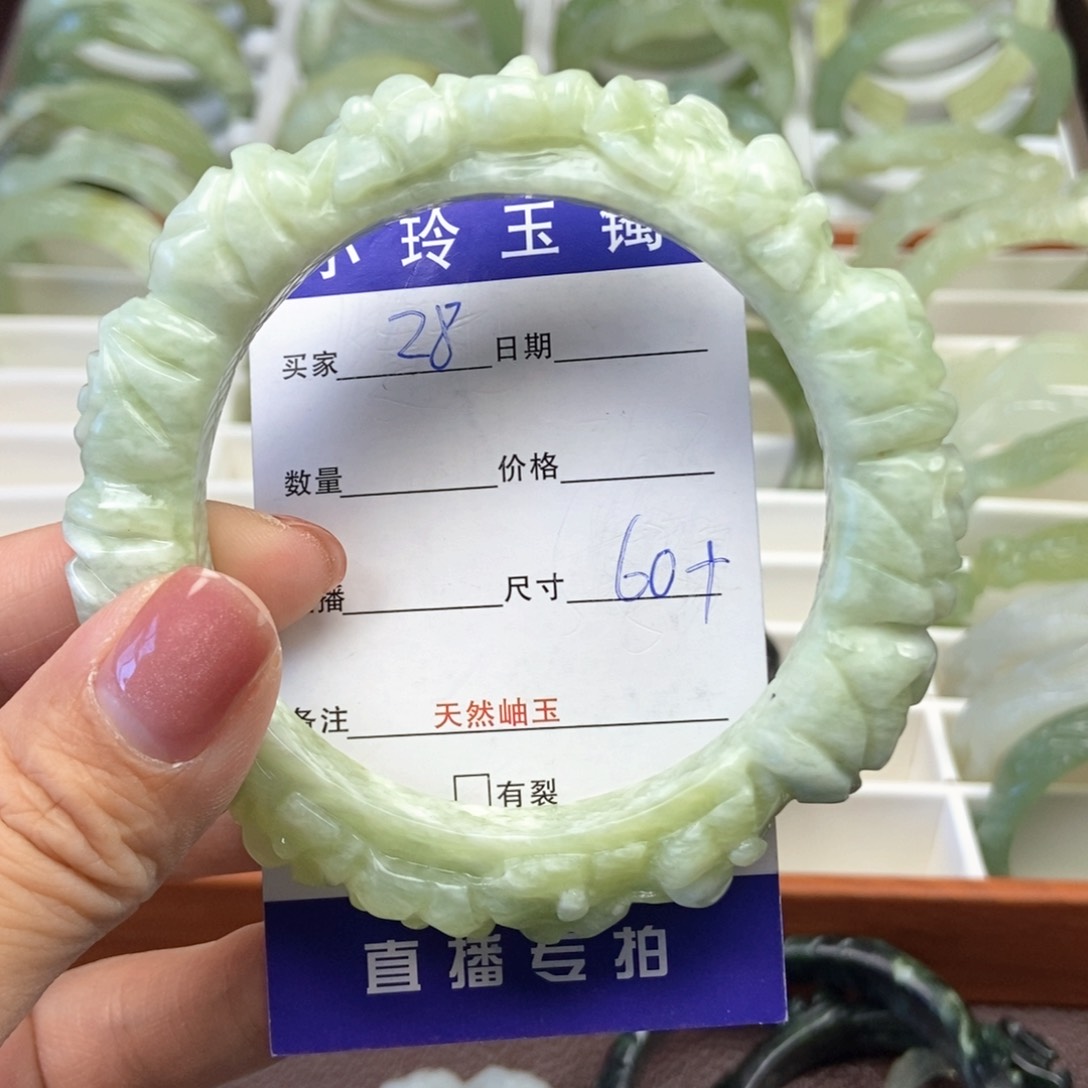 玲玉镯
买家 28 日期
数量 价格
播 尺寸 60+
备注 天然岫玉
有裂
直播专拍